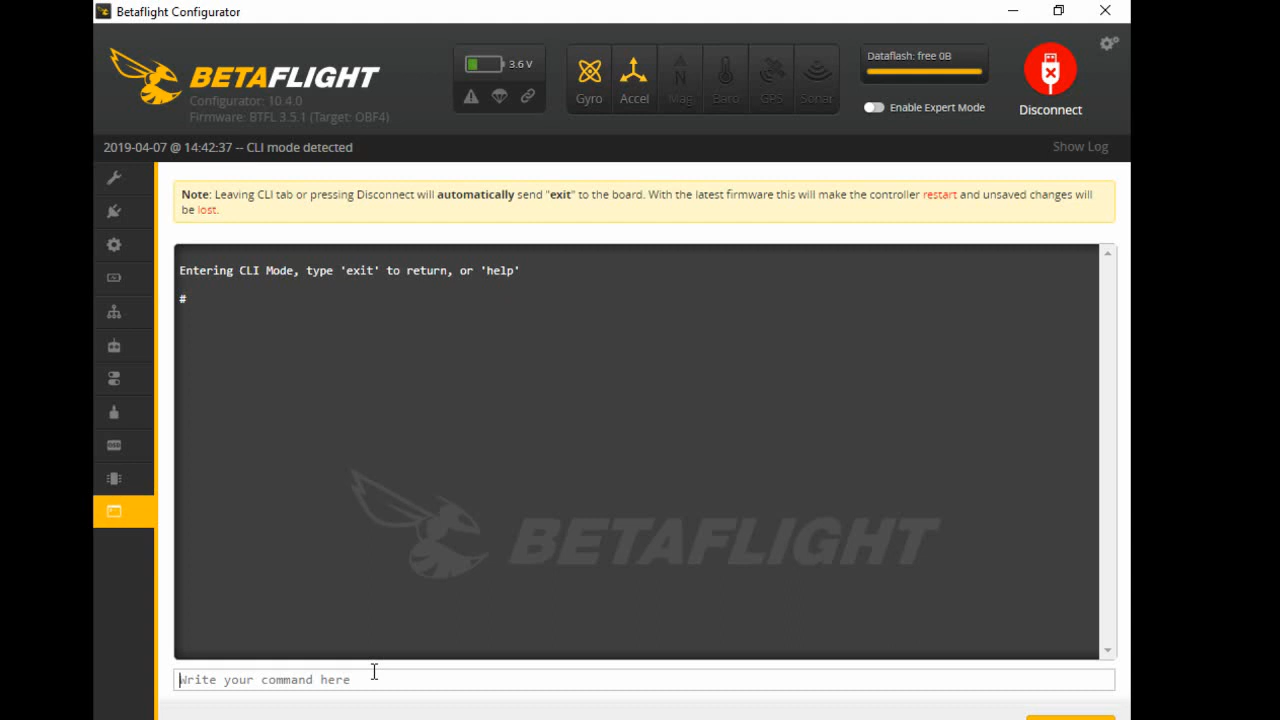 Betaflight Configurator
BETAFLIGHT
Configurator: 10.4.0
Firmware: BTFL 3.5.1 (Target: OBF4)
3.6 V
Gyro
Accel
Mag
Baro
GPS
Sonar
Dataflash: free 0B
Enable Expert Mode
Disconnect
2019-04-07 @ 14:42:37 -- CLI mode detected
Show Log
Note: Leaving CLI tab or pressing Disconnect will automatically send "exit" to the board. With the latest firmware this will make the controller restart and unsaved changes will
be lost.
Entering CLI Mode, type 'exit' to return, or 'help'
#
BETAFLIGHT
Write your command here